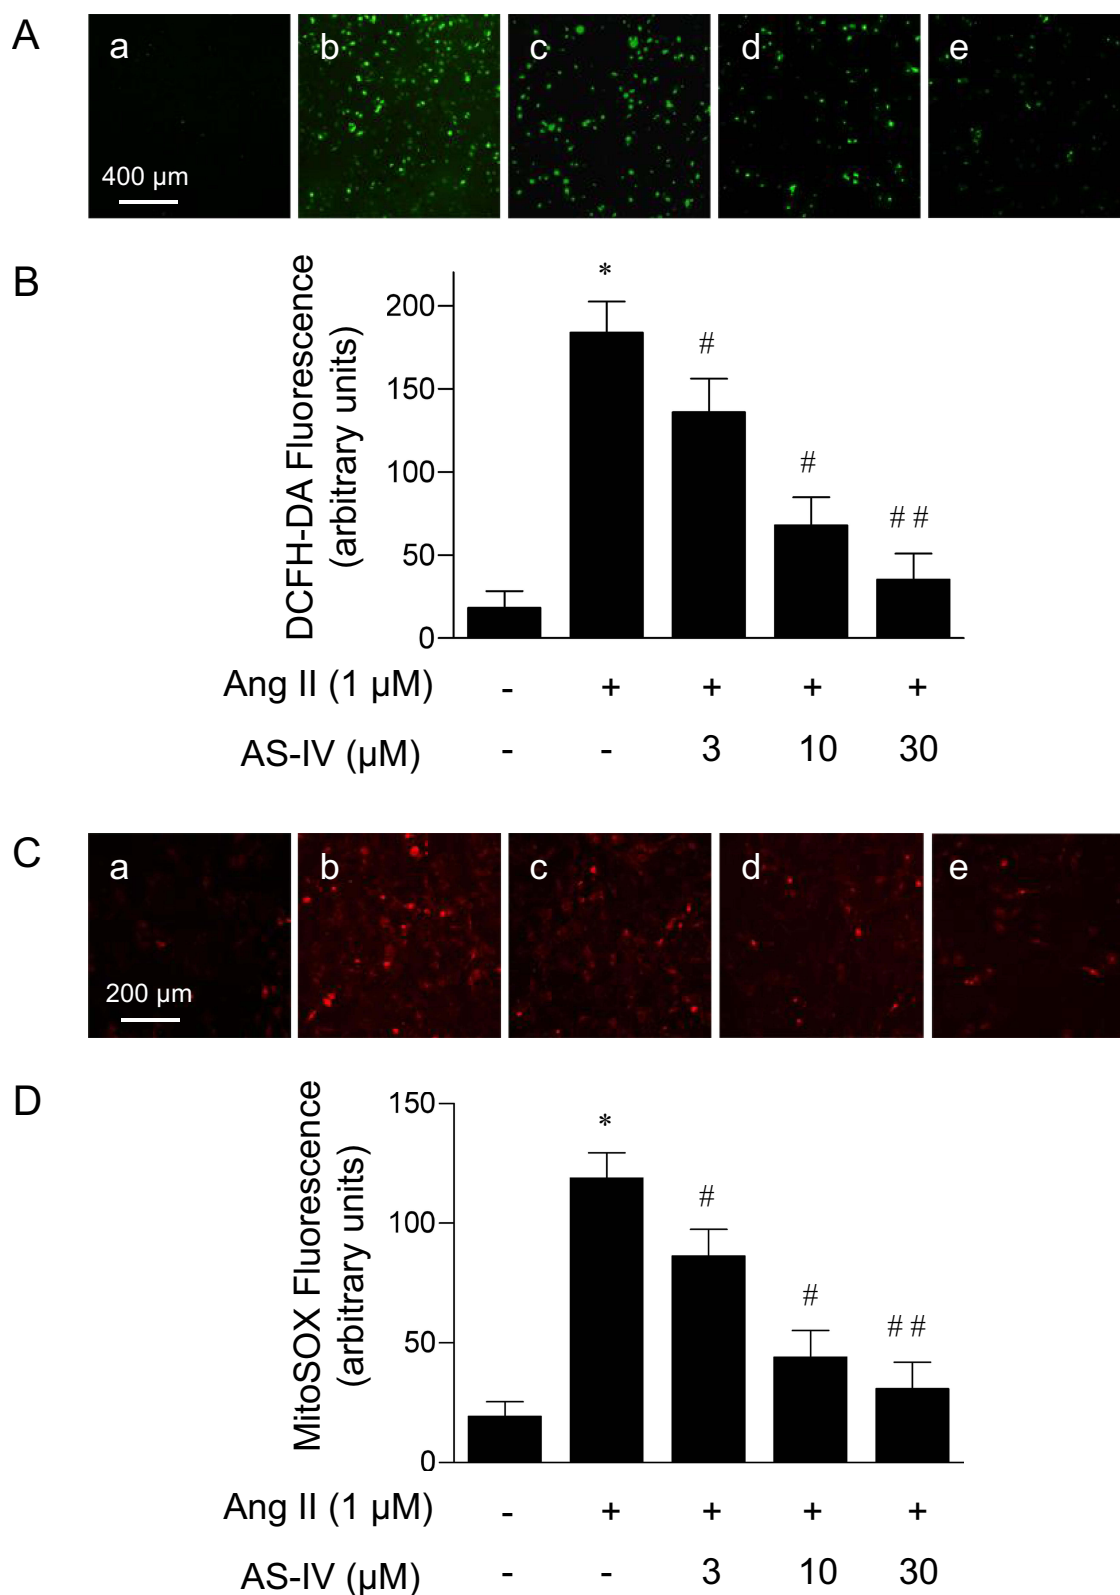 A
a b c d e
400 µm
B
DCFH-DA Fluorescence
(arbitrary units)
200
150
100
50
0
* # # # #
Ang II (1 µM) - + + + +
AS-IV (µM) - - 3 10 30
C
a b c d e
200 µm
D
MitoSOX Fluorescence
(arbitrary units)
150
100
50
0
* # # # #
Ang II (1 µM) - + + + +
AS-IV (µM) - - 3 10 30